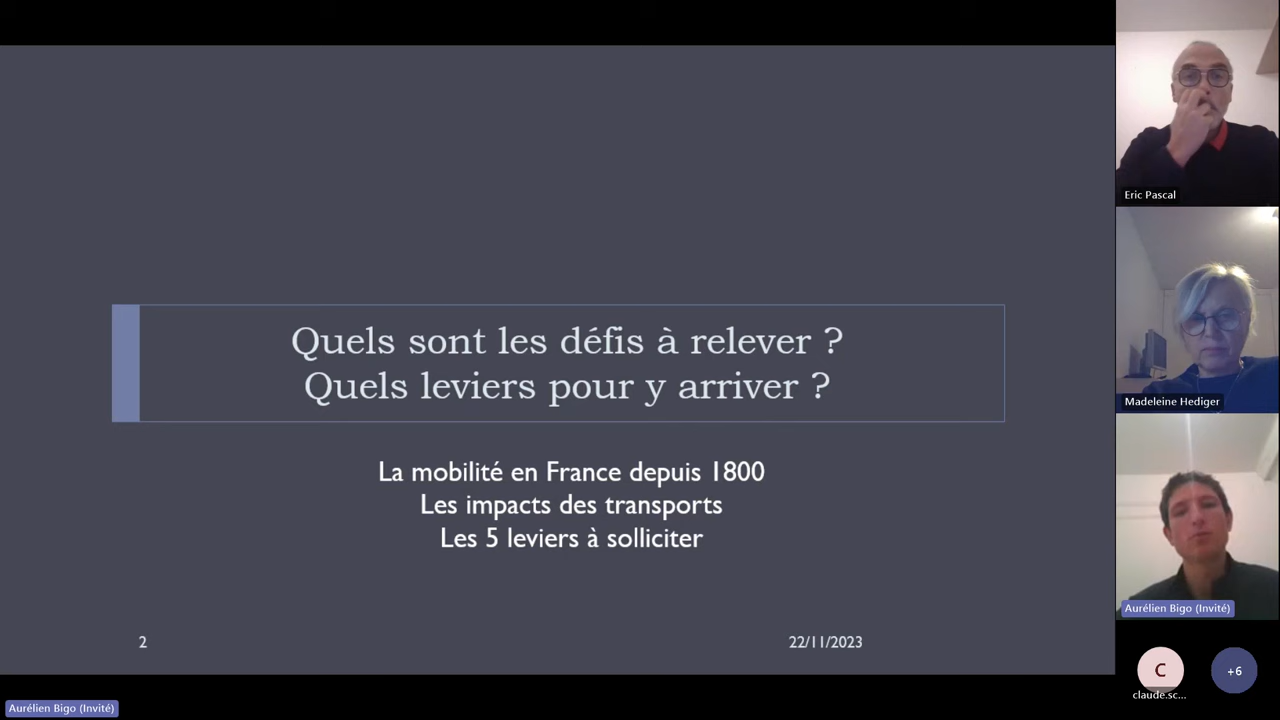 Quels sont les défis à relever ?
Quels leviers pour y arriver ?
La mobilité en France depuis 1800
Les impacts des transports
Les 5 leviers à solliciter
2
22/11/2023
Aurélien Bigo (Invité)
Eric Pascal
Madeleine Hediger
Aurélien Bigo (Invité)
C
claude.sc...
+6